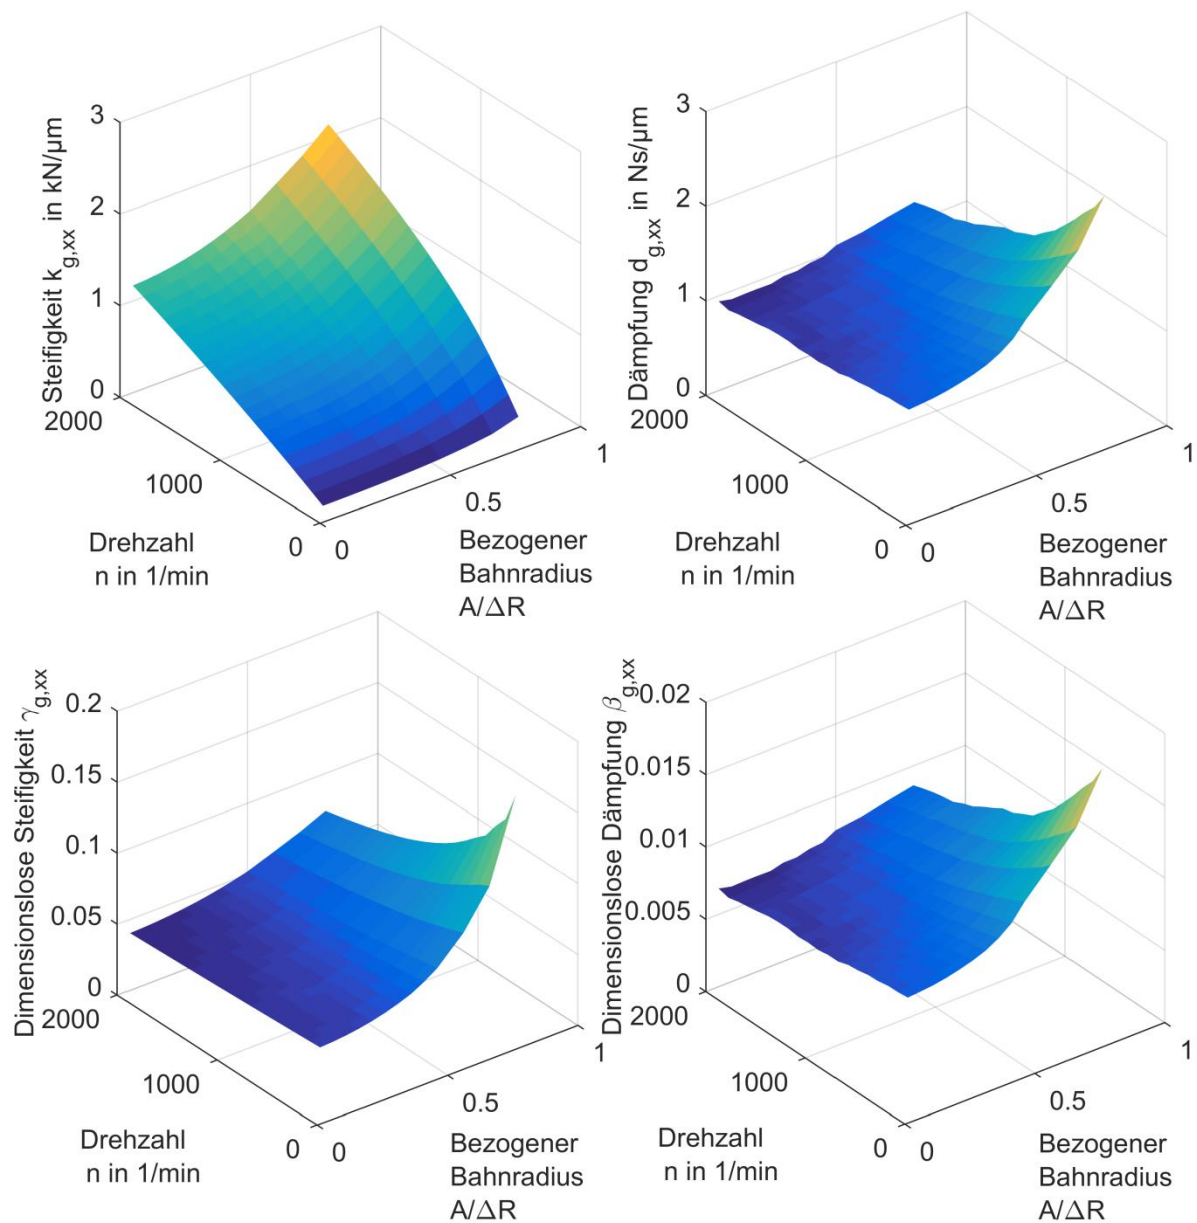 3
2
1
0
Steifigkeit k_g,xx in kN/µm
2000
1000
0
Drehzahl
n in 1/min
0
0.5
1
Bezogener
Bahnradius
A/ΔR
3
2
1
0
Dämpfung d_g,xx in Ns/µm
2000
1000
0
Drehzahl
n in 1/min
0
0.5
1
Bezogener
Bahnradius
A/ΔR
0.2
0.15
0.1
0.05
0
Dimensionslose Steifigkeit γ_g,xx
2000
1000
0
Drehzahl
n in 1/min
0
0.5
1
Bezogener
Bahnradius
A/ΔR
0.02
0.015
0.01
0.005
0
Dimensionslose Dämpfung β_g,xx
2000
1000
0
Drehzahl
n in 1/min
0
0.5
1
Bezogener
Bahnradius
A/ΔR